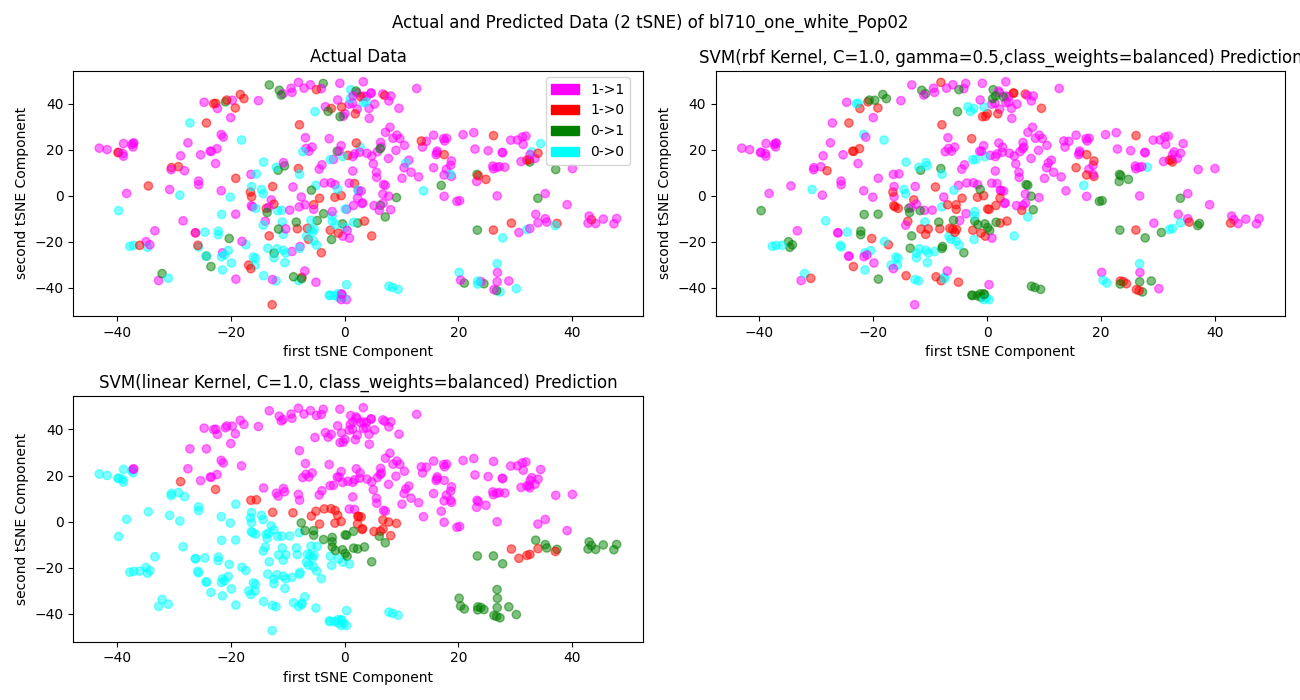 Actual and Predicted Data (2 tSNE) of bl710_one_white_Pop02
Actual Data
second tSNE Component
40
20
0
−20
−40
1->1
1->0
0->1
0->0
−40 −20 0 20 40
first tSNE Component
SVM(rbf Kernel, C=1.0, gamma=0.5,class_weights=balanced) Prediction
second tSNE Component
40
20
0
−20
−40
−40 −20 0 20 40
first tSNE Component
SVM(linear Kernel, C=1.0, class_weights=balanced) Prediction
second tSNE Component
40
20
0
−20
−40
−40 −20 0 20 40
first tSNE Component